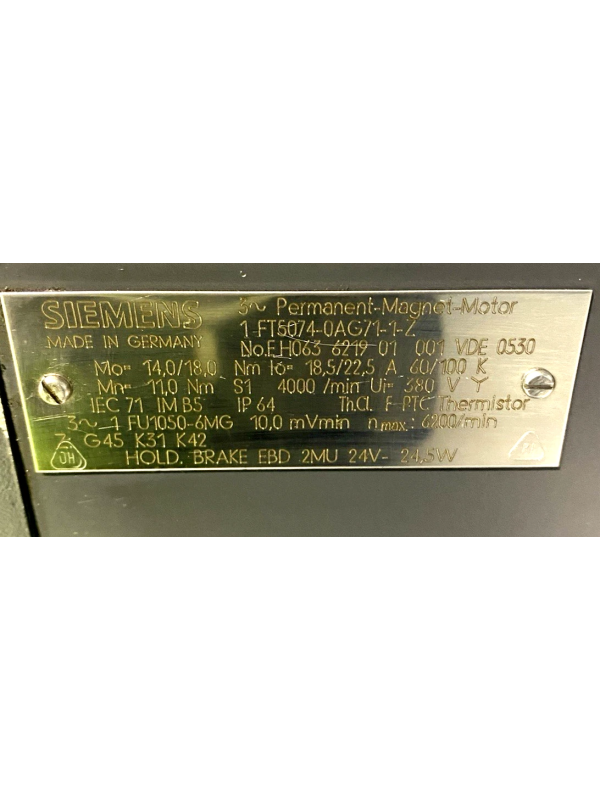 SIEMENS 3~ Permanent-Magnet-Motor
1 FT5074-0AG71-1-Z
MADE IN GERMANY No.E H063 6219 01 001 VDE 0530
Mo= 14,0/18,0 Nm Io= 18,5/22,5 A 60/100 K
Mn= 11,0 Nm S1 4000 /min Ui= 380 V Y
IEC 71 IM B5 IP 64 Th.Cl. F-PTC Thermistor
3~ 1 FU1050-6MG 10,0 mVmin nmax.: 6200/min
Z: G45 K31 K42
JH HOLD. BRAKE EBD 2MU 24V- 24,5W